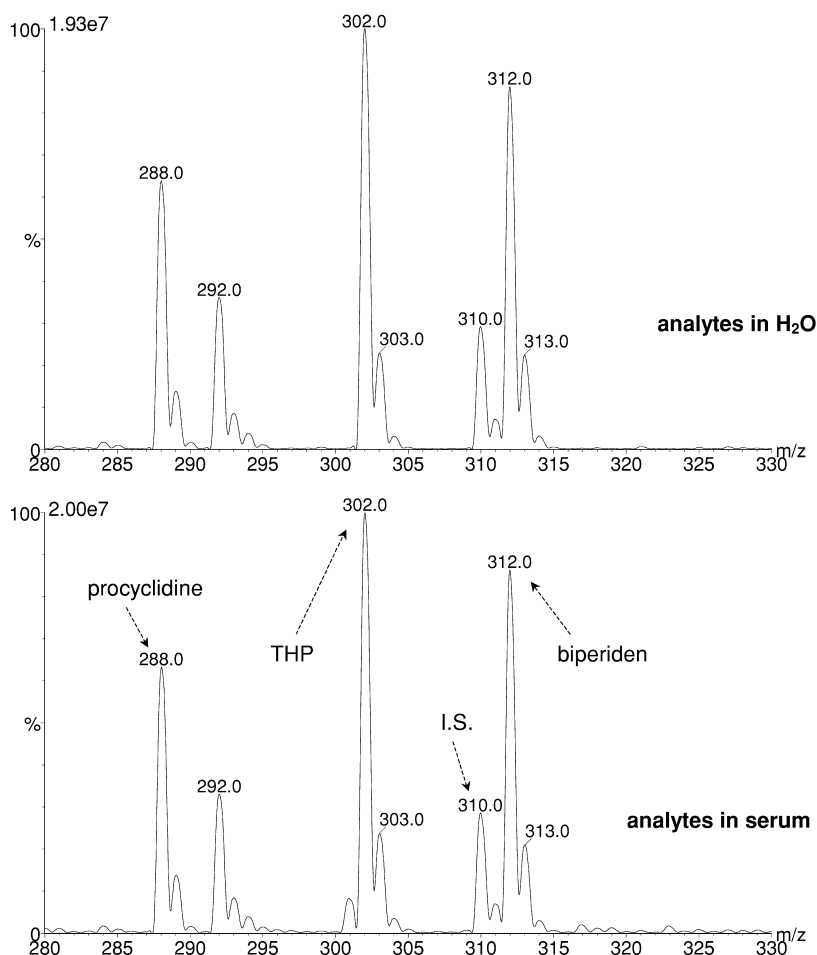 100 1.93e7 302.0
312.0
288.0
%
292.0
310.0
303.0 313.0
analytes in H₂O
0
280 285 290 295 300 305 310 315 320 325 330 m/z
100 2.00e7 302.0
312.0
procyclidine
288.0
THP
biperiden
%
I.S.
292.0
310.0
303.0 313.0
analytes in serum
0
280 285 290 295 300 305 310 315 320 325 330 m/z